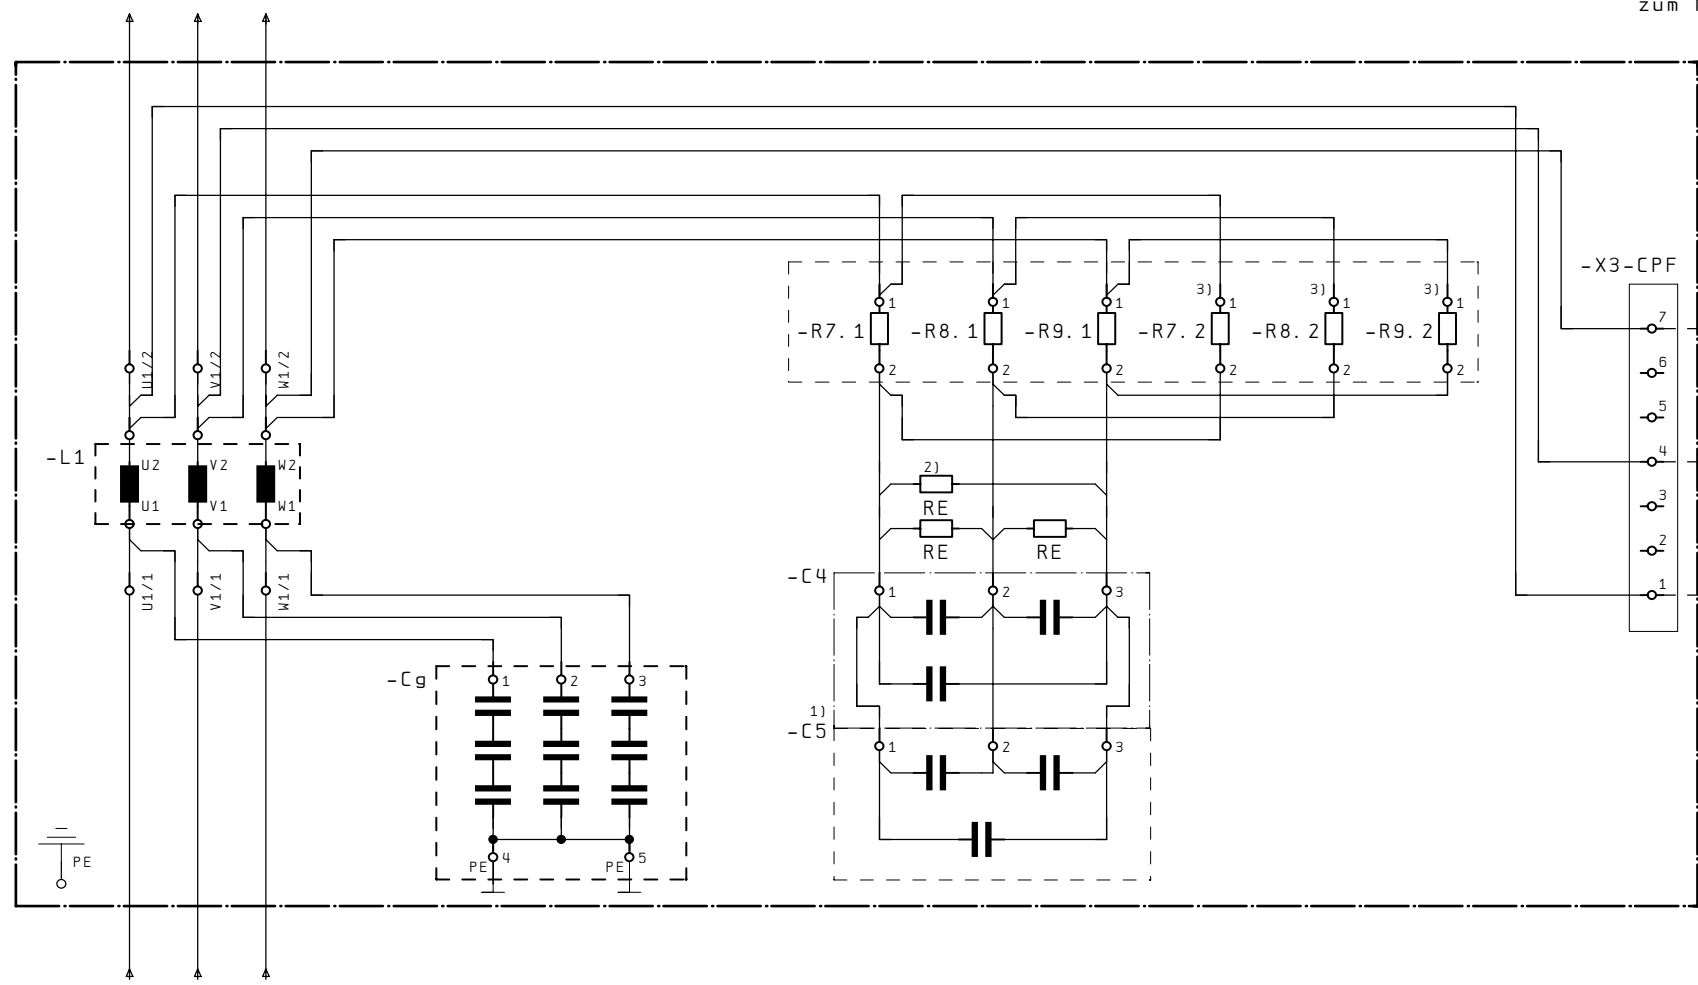 zum
-X3-CPF
3) 3) 3)
1 1 1 1 1 1
-R7.1 -R8.1 -R9.1 -R7.2 -R8.2 -R9.2
2 2 2 2 2 2
7
6
5
4
3
2
1
U1/2 V1/2 W1/2
-L1
U2 V2 W2
U1 V1 W1
U1/1 V1/1 W1/1
2)
RE
RE RE
-C4
1 2 3
-Cg
1 2 3
1)
-C5
1 2 3
PE 4 PE 5
PE